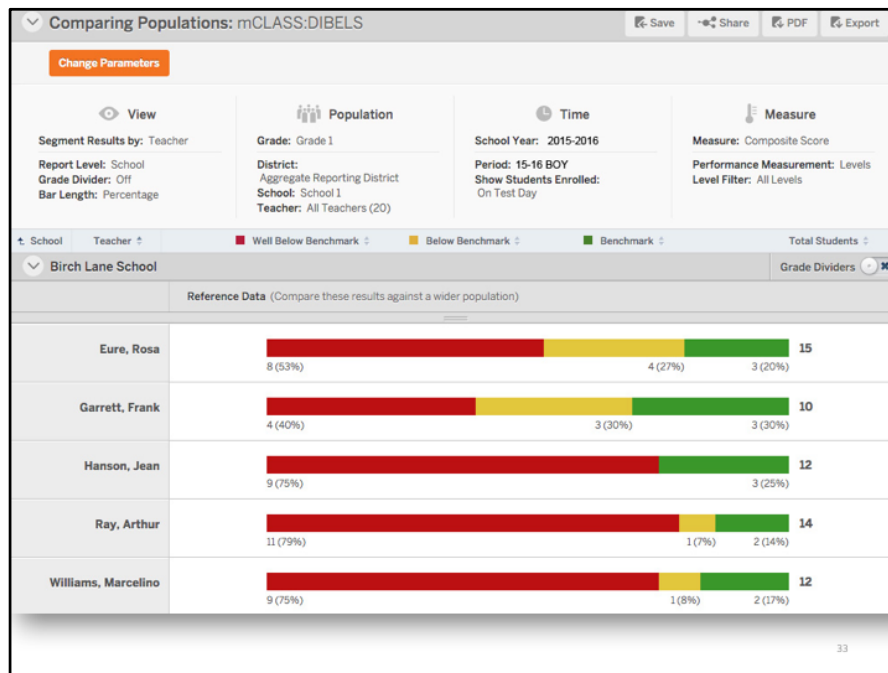 Comparing Populations: mCLASS:DIBELS
Save
Share
PDF
Export
Change Parameters
View
Population
Time
Measure
Segment Results by: Teacher
Grade: Grade 1
School Year: 2015-2016
Measure: Composite Score
Report Level: School
Grade Divider: Off
Bar Length: Percentage
District:
Aggregate Reporting District
School: School 1
Teacher: All Teachers (20)
Period: 15-16 BOY
Show Students Enrolled:
On Test Day
Performance Measurement: Levels
Level Filter: All Levels
School Teacher Well Below Benchmark Below Benchmark Benchmark Total Students
Birch Lane School Grade Dividers
Reference Data (Compare these results against a wider population)
Eure, Rosa 15
8 (53%) 4 (27%) 3 (20%)
Garrett, Frank 10
4 (40%) 3 (30%) 3 (30%)
Hanson, Jean 12
9 (75%) 3 (25%)
Ray, Arthur 14
11 (79%) 1 (7%) 2 (14%)
Williams, Marcelino 12
9 (75%) 1 (8%) 2 (17%)
33